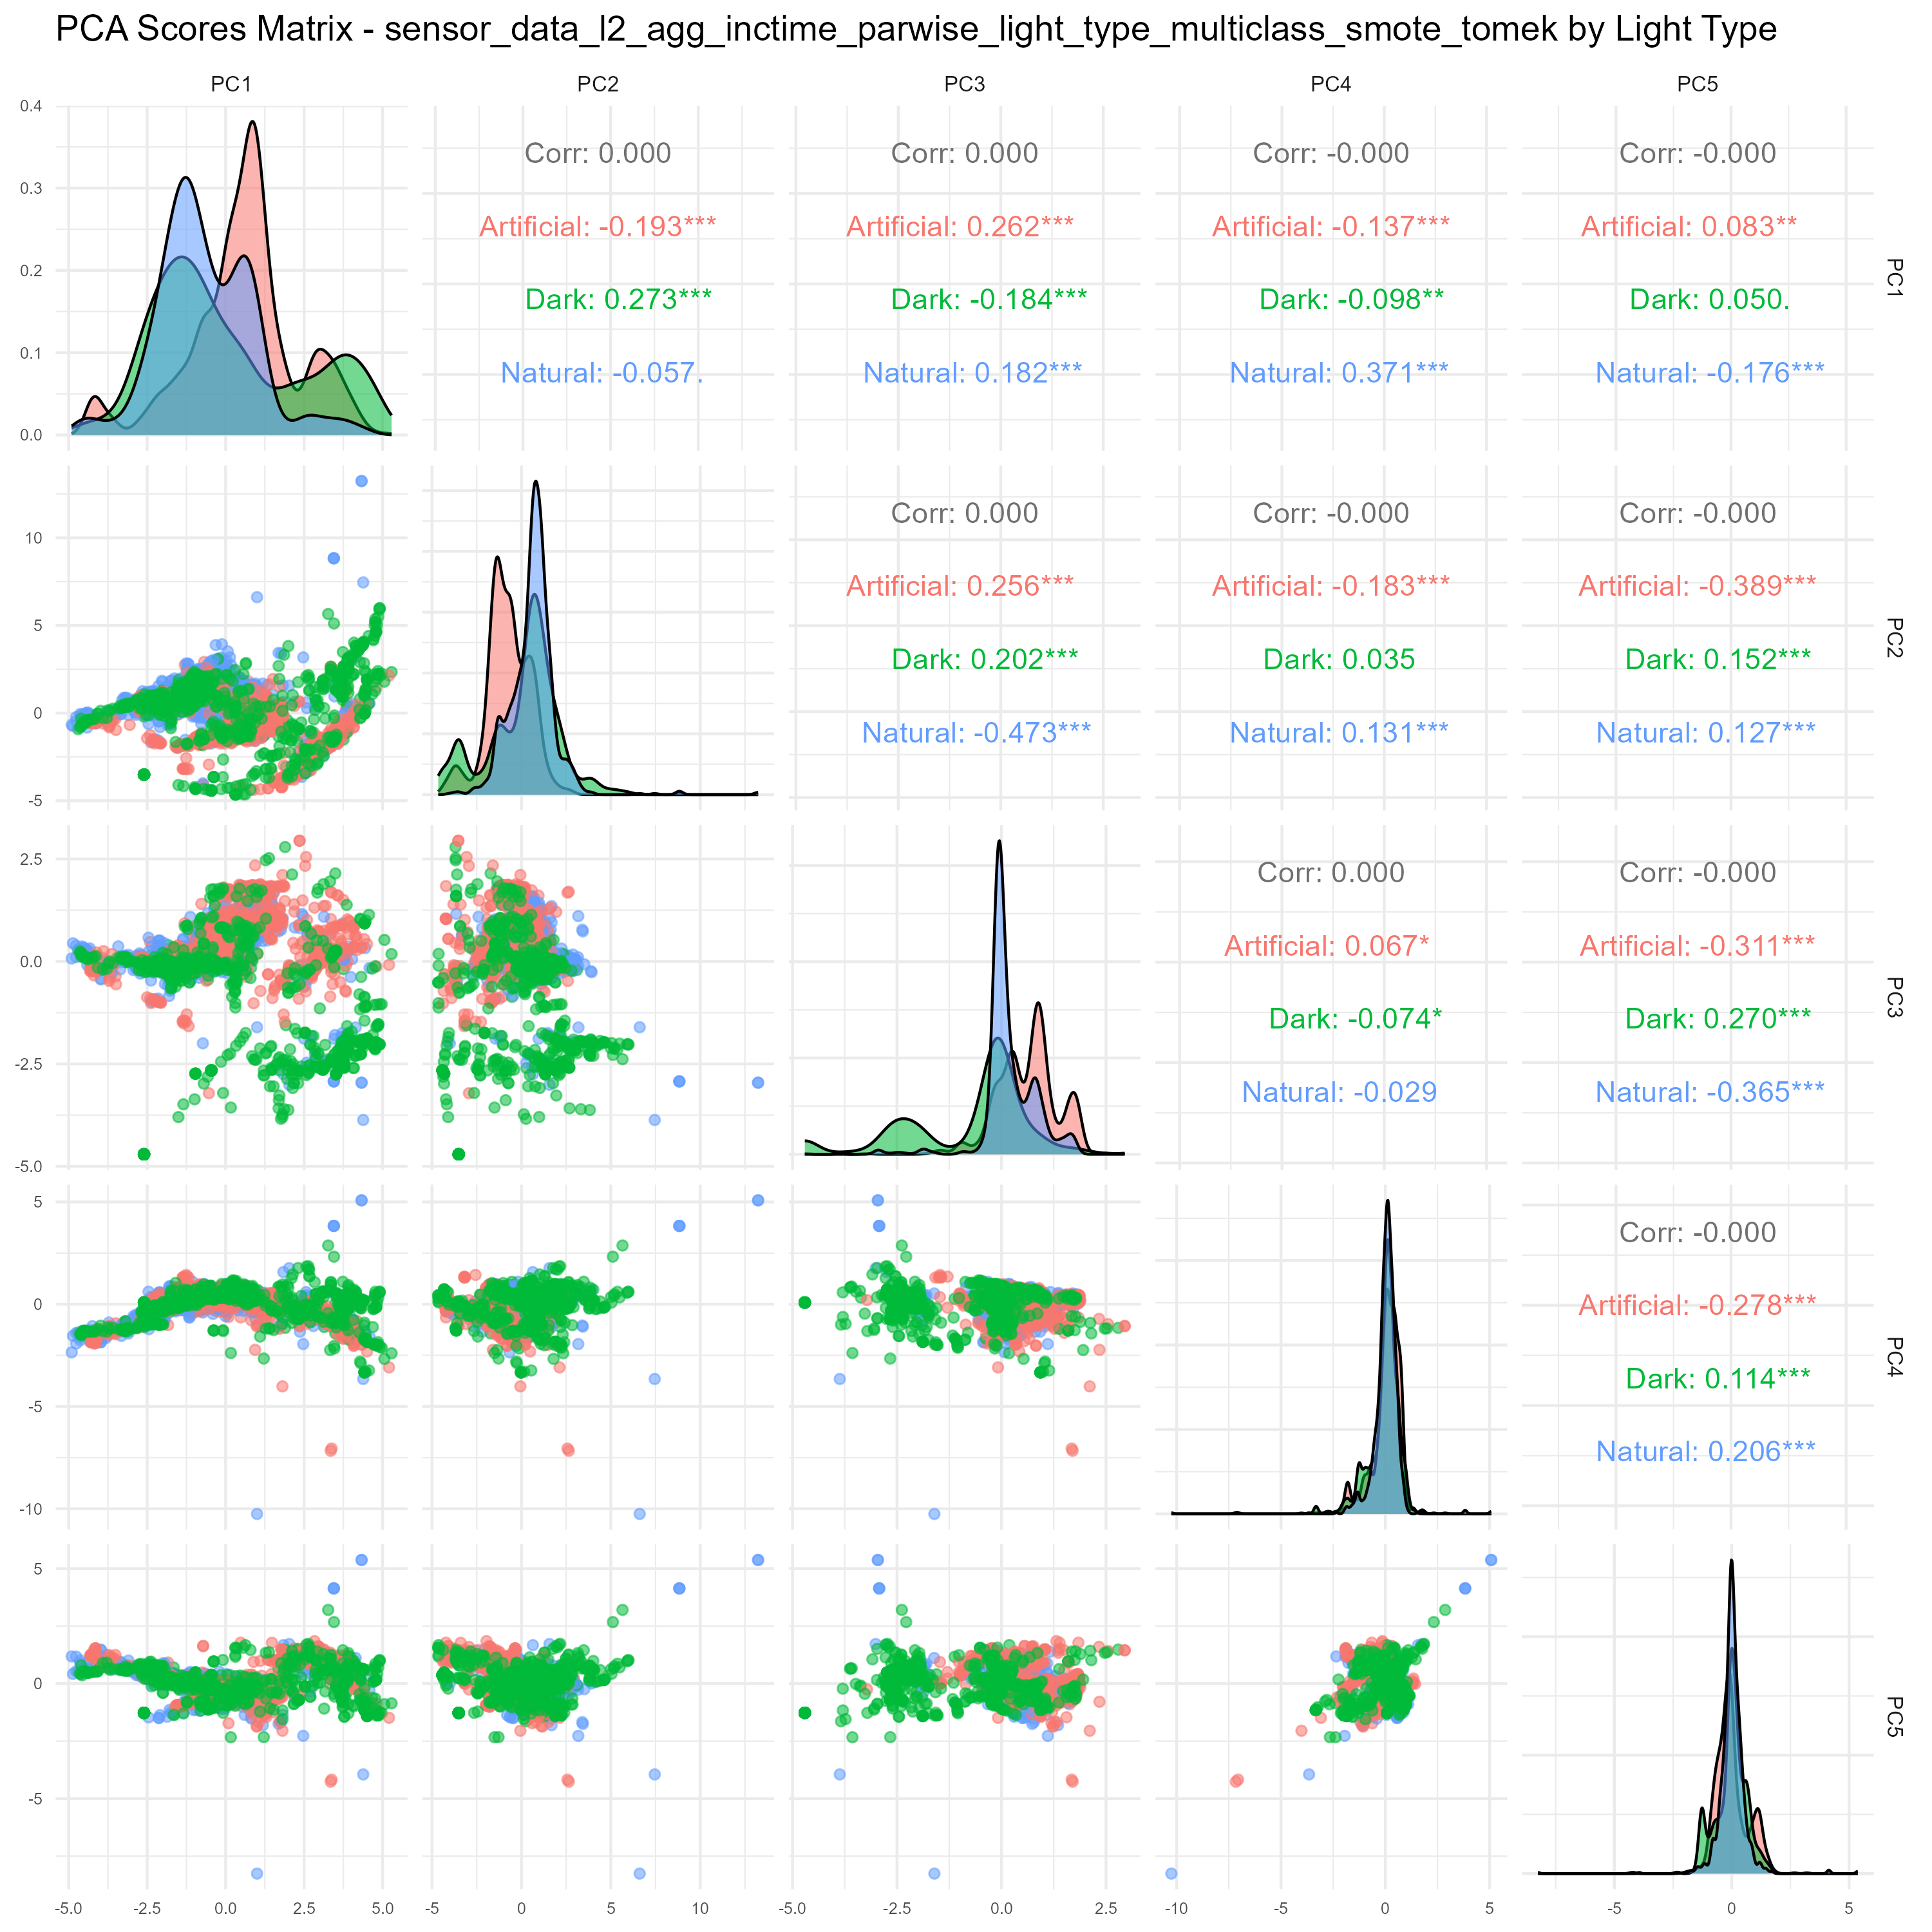 PCA Scores Matrix - sensor_data_l2_agg_inctime_parwise_light_type_multiclass_smote_tomek by Light Type
PC1 PC2 PC3 PC4 PC5
0.4
0.3
0.2
0.1
0.0
Corr: 0.000
Artificial: -0.193***
Dark: 0.273***
Natural: -0.057.
Corr: 0.000
Artificial: 0.262***
Dark: -0.184***
Natural: 0.182***
Corr: -0.000
Artificial: -0.137***
Dark: -0.098**
Natural: 0.371***
Corr: -0.000
Artificial: 0.083**
Dark: 0.050.
Natural: -0.176***
PC1
10
5
0
-5
Corr: 0.000
Artificial: 0.256***
Dark: 0.202***
Natural: -0.473***
Corr: -0.000
Artificial: -0.183***
Dark: 0.035
Natural: 0.131***
Corr: -0.000
Artificial: -0.389***
Dark: 0.152***
Natural: 0.127***
PC2
2.5
0.0
-2.5
-5.0
Corr: 0.000
Artificial: 0.067*
Dark: -0.074*
Natural: -0.029
Corr: -0.000
Artificial: -0.311***
Dark: 0.270***
Natural: -0.365***
PC3
5
0
-5
-10
Corr: -0.000
Artificial: -0.278***
Dark: 0.114***
Natural: 0.206***
PC4
5
0
-5
PC5
-5.0 -2.5 0.0 2.5 5.0
-5 0 5 10
-5.0 -2.5 0.0 2.5
-10 -5 0 5
-5 0 5